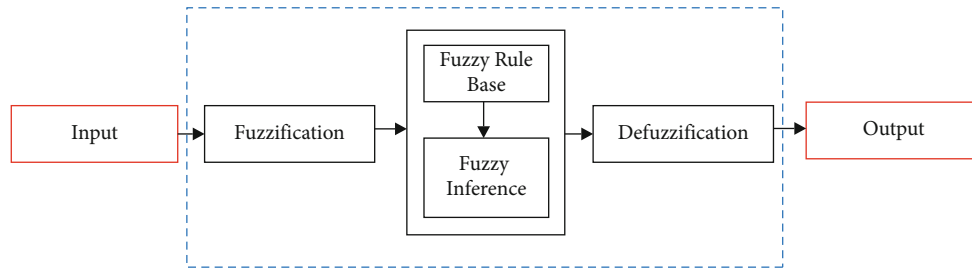 Input
Fuzzification
Fuzzy Rule
Base
Fuzzy
Inference
Defuzzification
Output